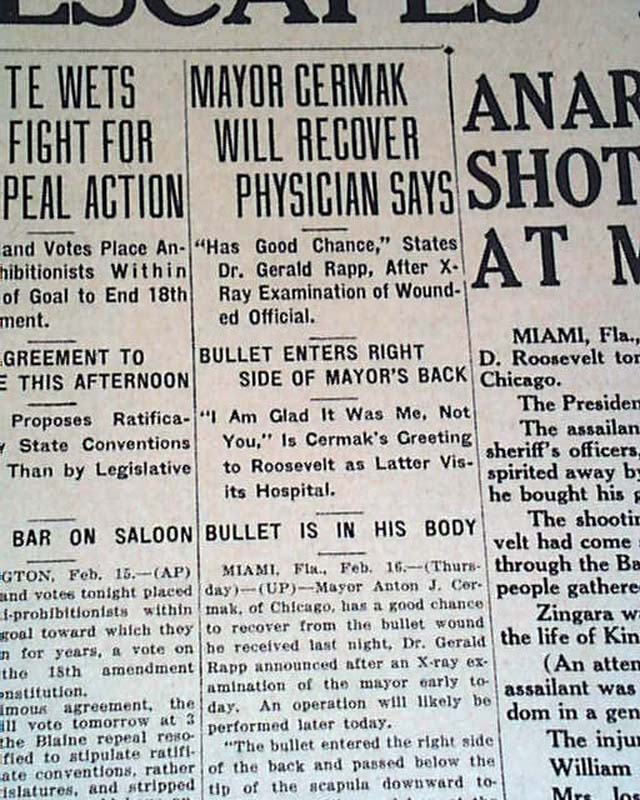 ESCAPES
TE WETS
FIGHT FOR
PEAL ACTION
and Votes Place An-
hibitionists Within
of Goal to End 18th
ment.
GREEMENT TO
E THIS AFTERNOON
Proposes Ratifica-
y State Conventions
Than by Legislative
BAR ON SALOON
GTON, Feb. 15.—(AP)
and votes tonight placed
i-prohibitionists within
goal toward which they
n for years, a vote on
the 18th amendment
onstitution.
imous agreement, the
ill vote tomorrow at 3
the Blaine repeal reso-
fied to stipulate ratifi-
ate conventions, rather
islatures, and stripped
MAYOR CERMAK
WILL RECOVER
PHYSICIAN SAYS
"Has Good Chance," States
Dr. Gerald Rapp, After X-
Ray Examination of Wound-
ed Official.
BULLET ENTERS RIGHT
SIDE OF MAYOR'S BACK
"I Am Glad It Was Me, Not
You," Is Cermak's Greeting
to Roosevelt as Latter Vis-
its Hospital.
BULLET IS IN HIS BODY
MIAMI, Fla., Feb. 16.—(Thurs-
day)—(UP)—Mayor Anton J. Cer-
mak, of Chicago, has a good chance
to recover from the bullet wound
he received last night, Dr. Gerald
Rapp announced after an X-ray ex-
amination of the mayor early to-
day. An operation will likely be
performed later today.
"The bullet entered the right side
of the back and passed below the
tip of the scapula downward to-
ANAR
SHOT
AT M
MIAMI, Fla.,
D. Roosevelt ton
Chicago.
The Presiden
The assailan
sheriff's officers,
spirited away by
he bought his g
The shooti
velt had come
through the Ba
people gathere
Zingara w
the life of Kin
(An atten
assailant was
dom in a gen
The injur
William
Mrs. Jos